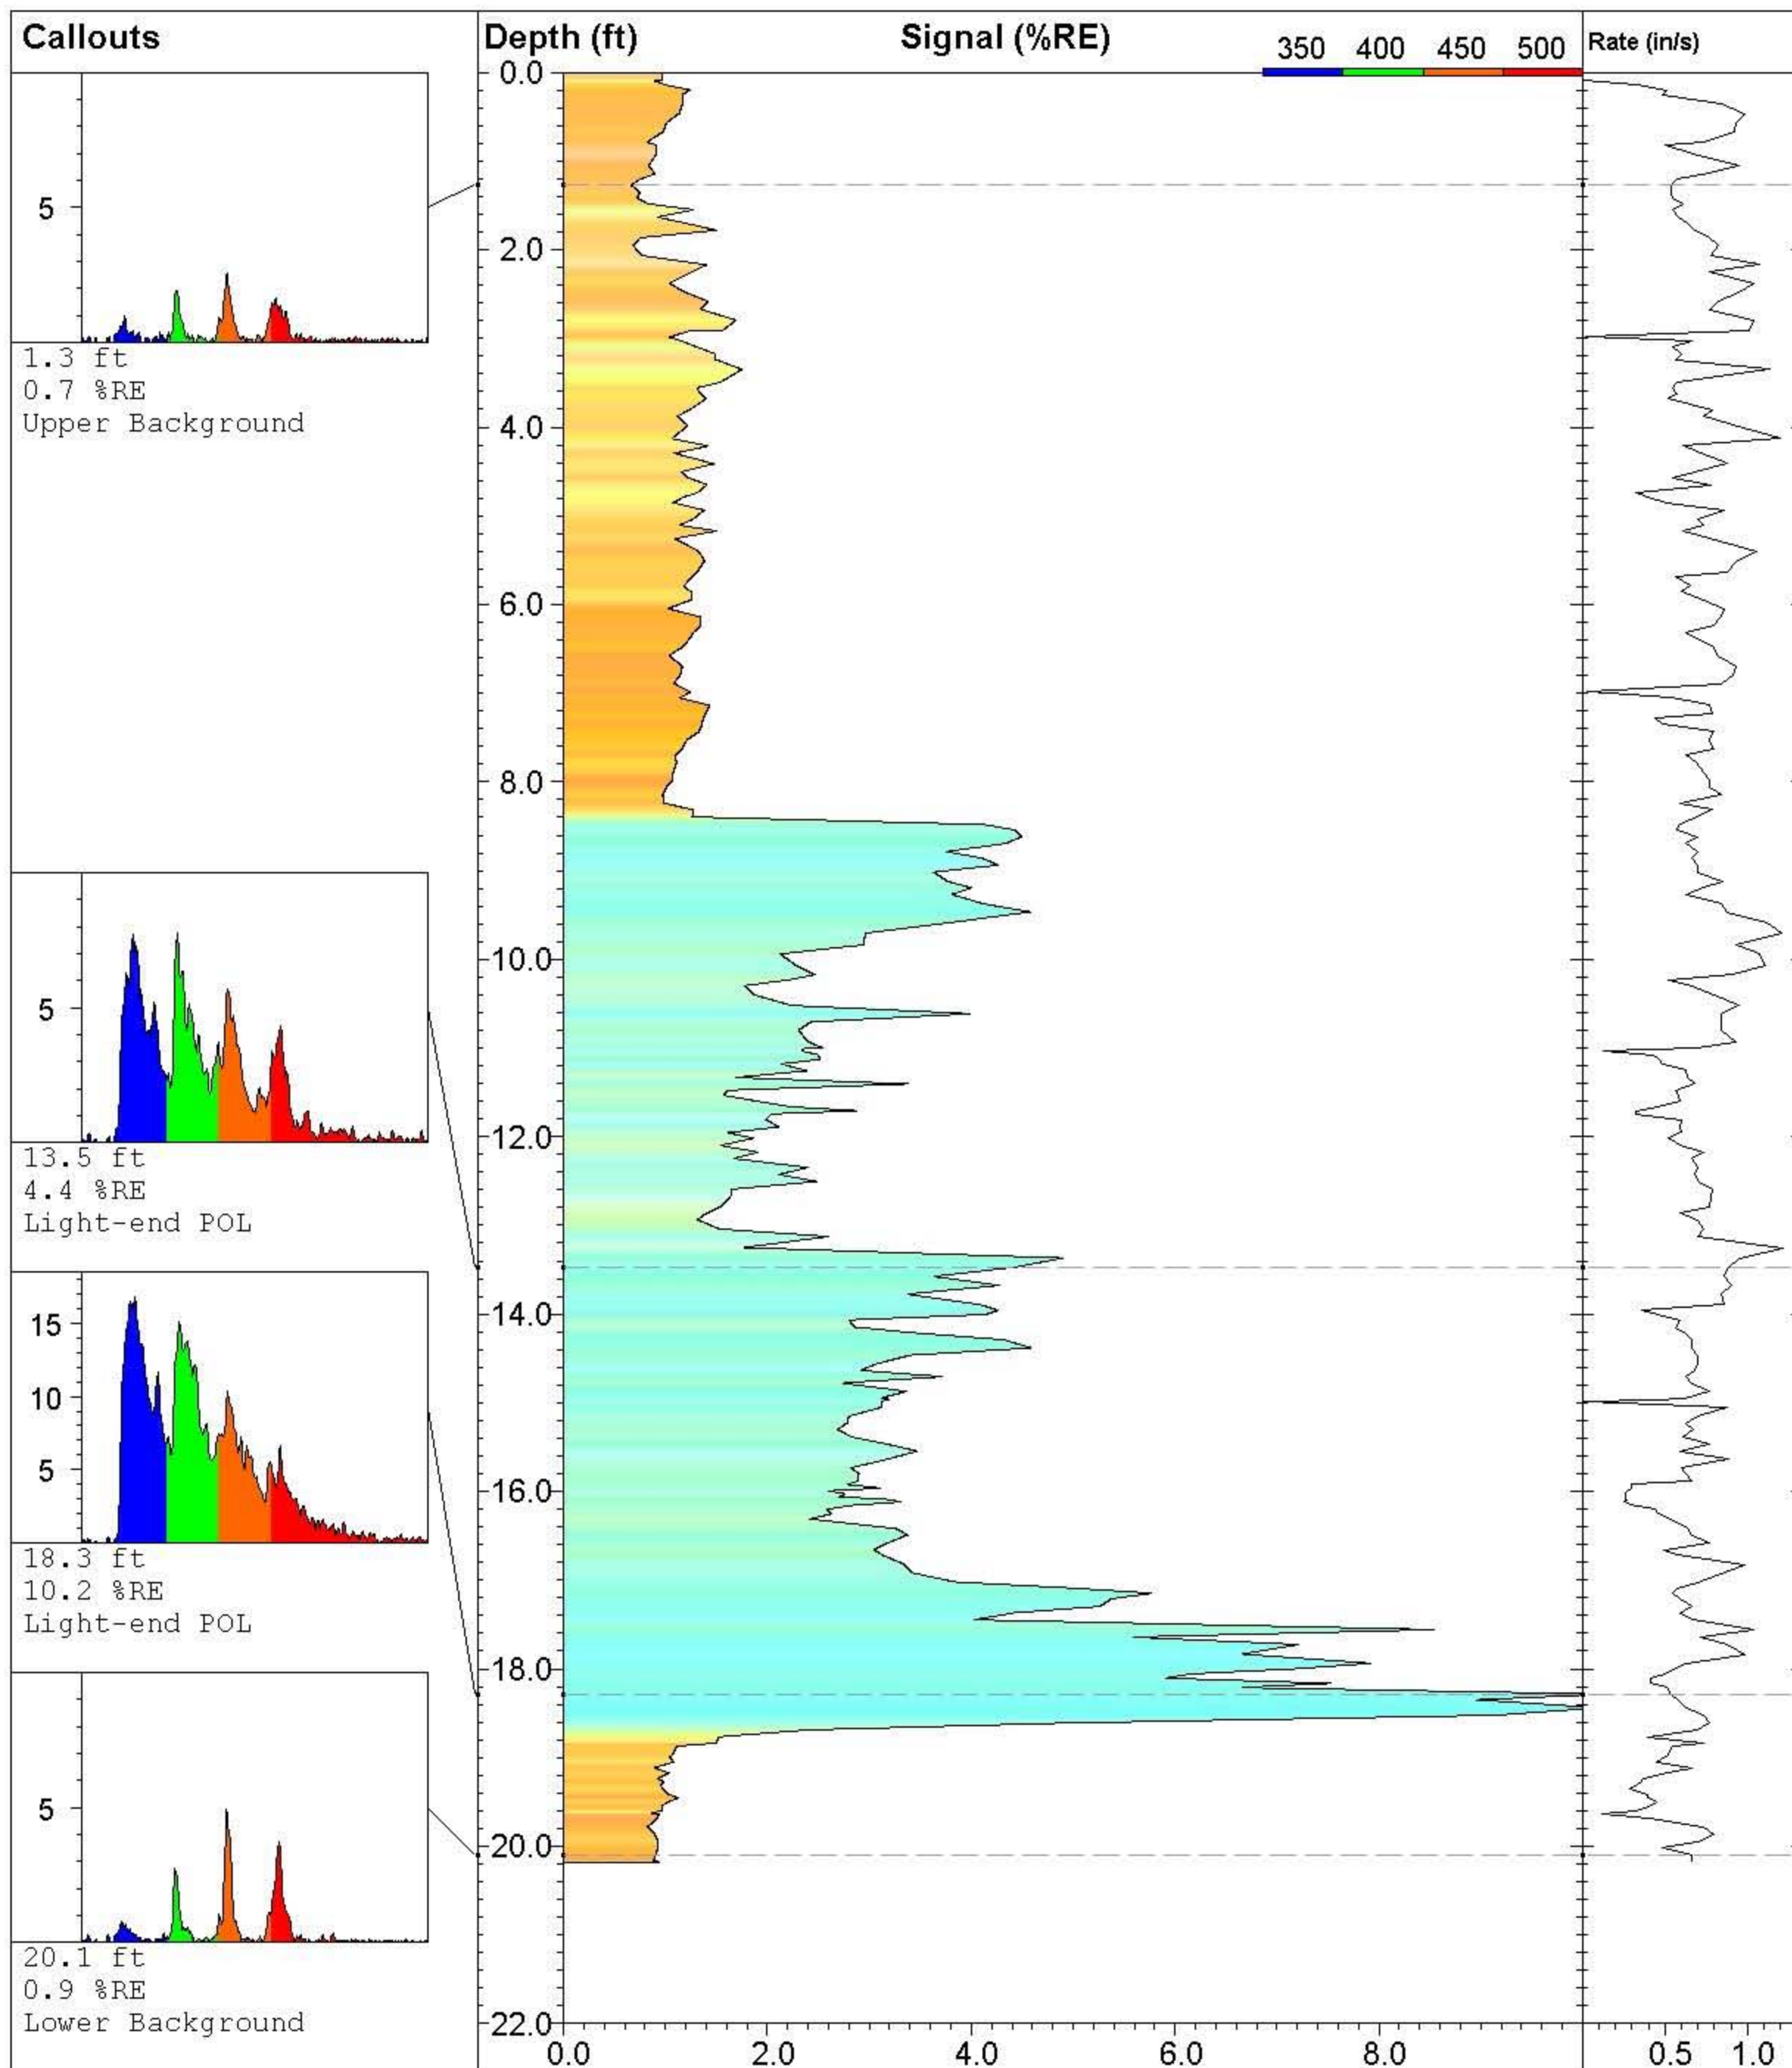 Callouts
Depth (ft)
Signal (%RE)
350 400 450 500
Rate (in/s)
5
1.3 ft
0.7 %RE
Upper Background
5
13.5 ft
4.4 %RE
Light-end POL
15
10
5
18.3 ft
10.2 %RE
Light-end POL
5
20.1 ft
0.9 %RE
Lower Background
0.0
2.0
4.0
6.0
8.0
10.0
12.0
14.0
16.0
18.0
20.0
22.0
0.0 2.0 4.0 6.0 8.0
0.5 1.0